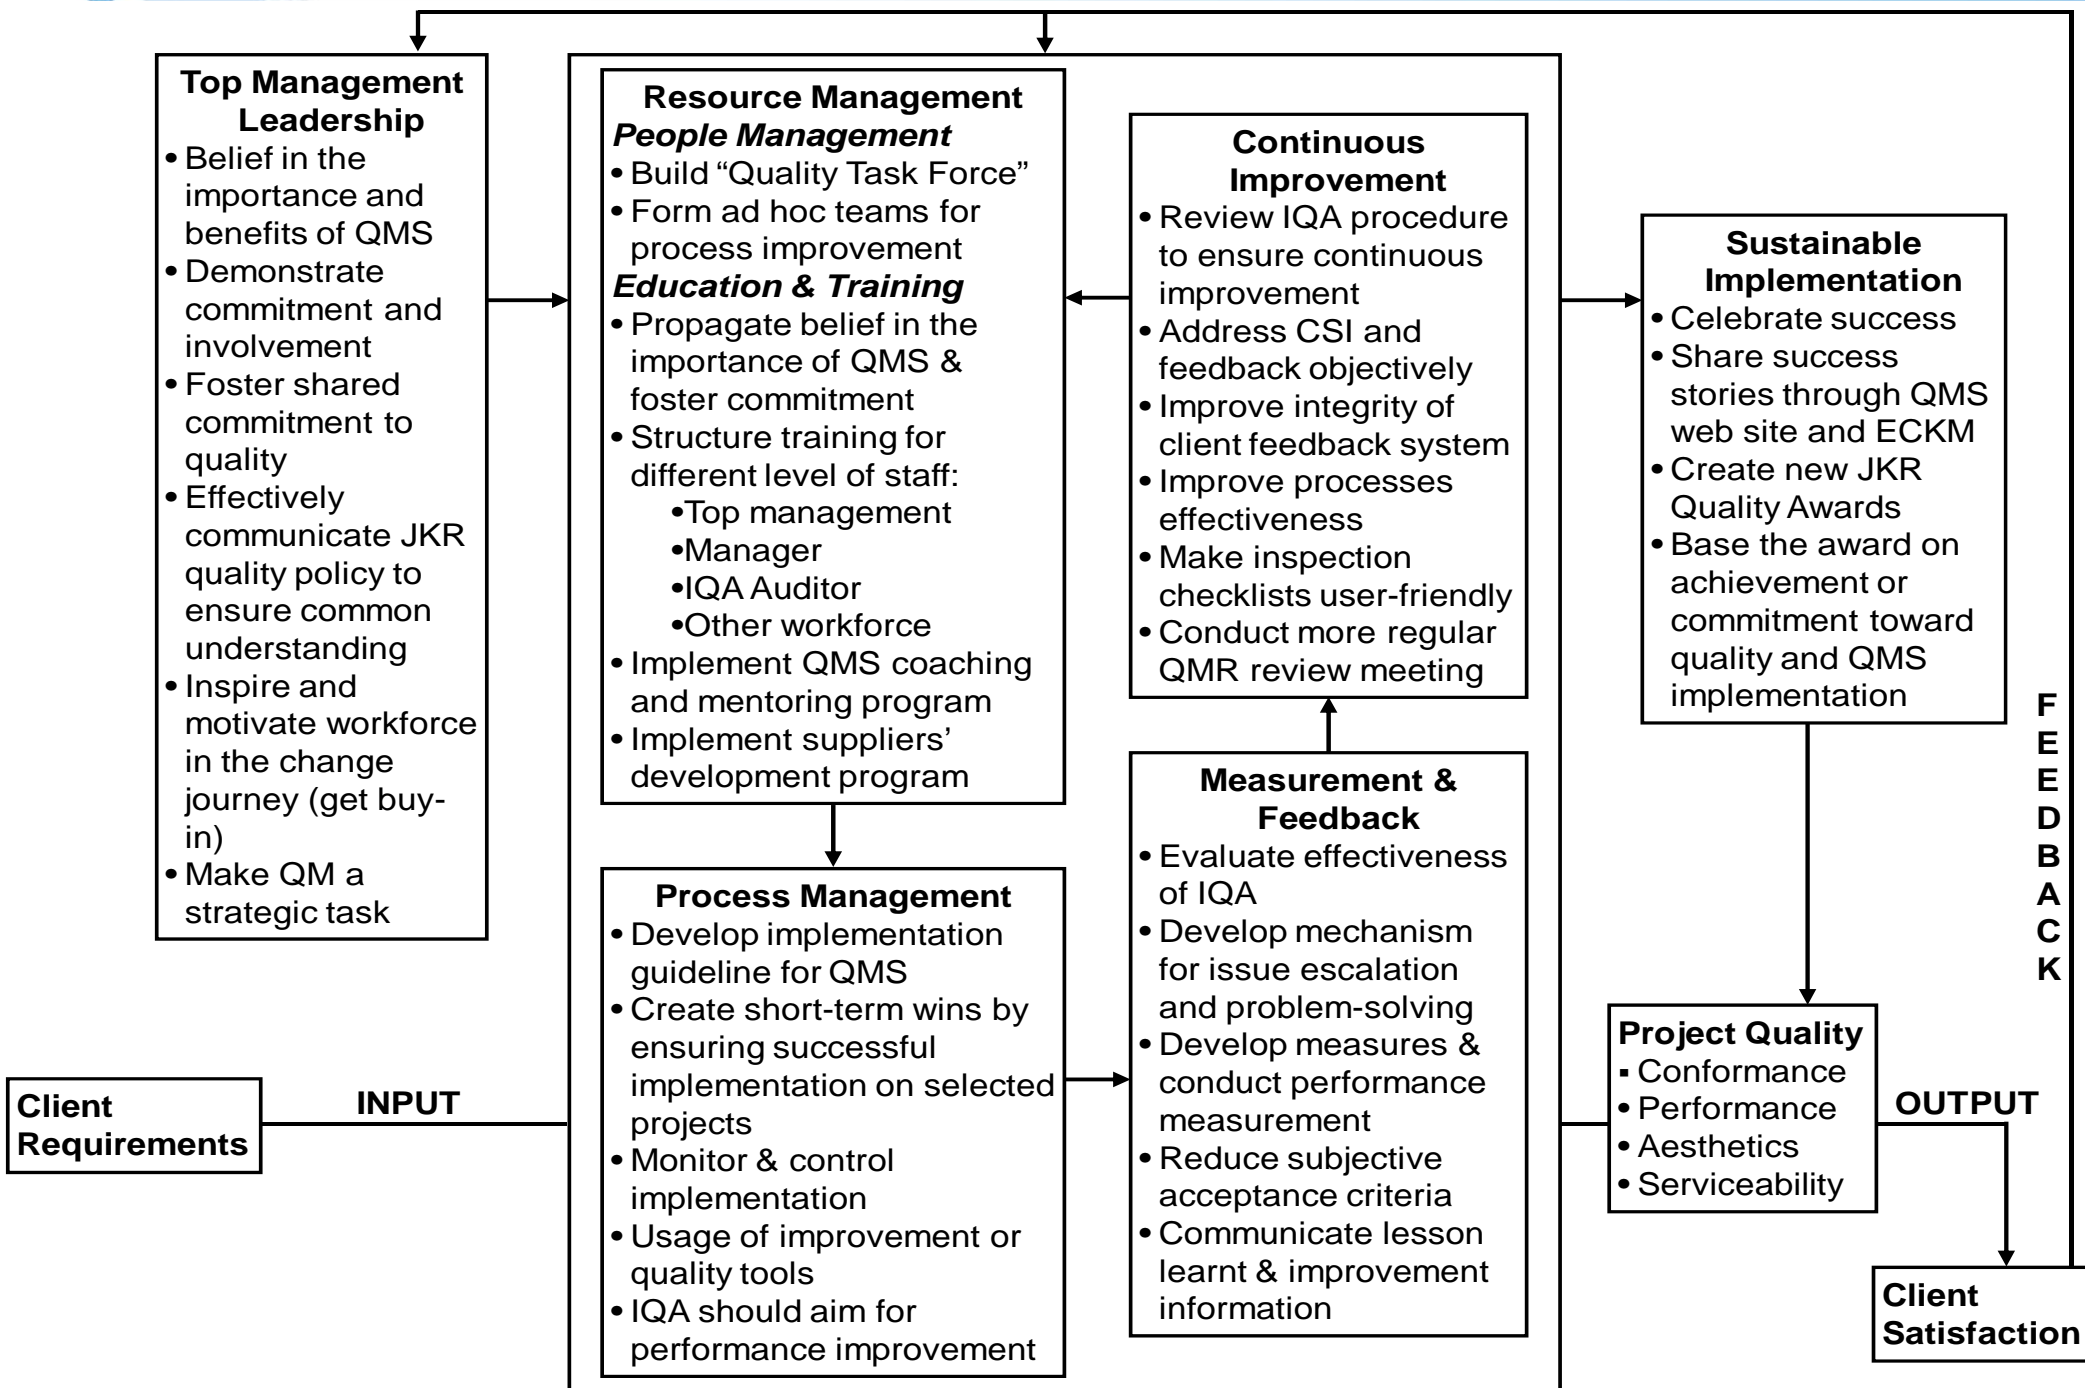 Top Management
Leadership
• Belief in the
importance and
benefits of QMS
• Demonstrate
commitment and
involvement
• Foster shared
commitment to
quality
• Effectively
communicate JKR
quality policy to
ensure common
understanding
• Inspire and
motivate workforce
in the change
journey (get buy-
in)
• Make QM a
strategic task
Resource Management
People Management
• Build “Quality Task Force”
• Form ad hoc teams for
process improvement
Education & Training
• Propagate belief in the
importance of QMS &
foster commitment
• Structure training for
different level of staff:
•Top management
•Manager
•IQA Auditor
•Other workforce
• Implement QMS coaching
and mentoring program
• Implement suppliers’
development program
Process Management
• Develop implementation
guideline for QMS
• Create short-term wins by
ensuring successful
implementation on selected
projects
• Monitor & control
implementation
• Usage of improvement or
quality tools
• IQA should aim for
performance improvement
Continuous
Improvement
• Review IQA procedure
to ensure continuous
improvement
• Address CSI and
feedback objectively
• Improve integrity of
client feedback system
• Improve processes
effectiveness
• Make inspection
checklists user-friendly
• Conduct more regular
QMR review meeting
Measurement &
Feedback
• Evaluate effectiveness
of IQA
• Develop mechanism
for issue escalation
and problem-solving
• Develop measures &
conduct performance
measurement
• Reduce subjective
acceptance criteria
• Communicate lesson
learnt & improvement
information
Sustainable
Implementation
• Celebrate success
• Share success
stories through QMS
web site and ECKM
• Create new JKR
Quality Awards
• Base the award on
achievement or
commitment toward
quality and QMS
implementation
Project Quality
▪ Conformance
• Performance
• Aesthetics
• Serviceability
Client
Requirements
INPUT
OUTPUT
Client
Satisfaction
F
E
E
D
B
A
C
K